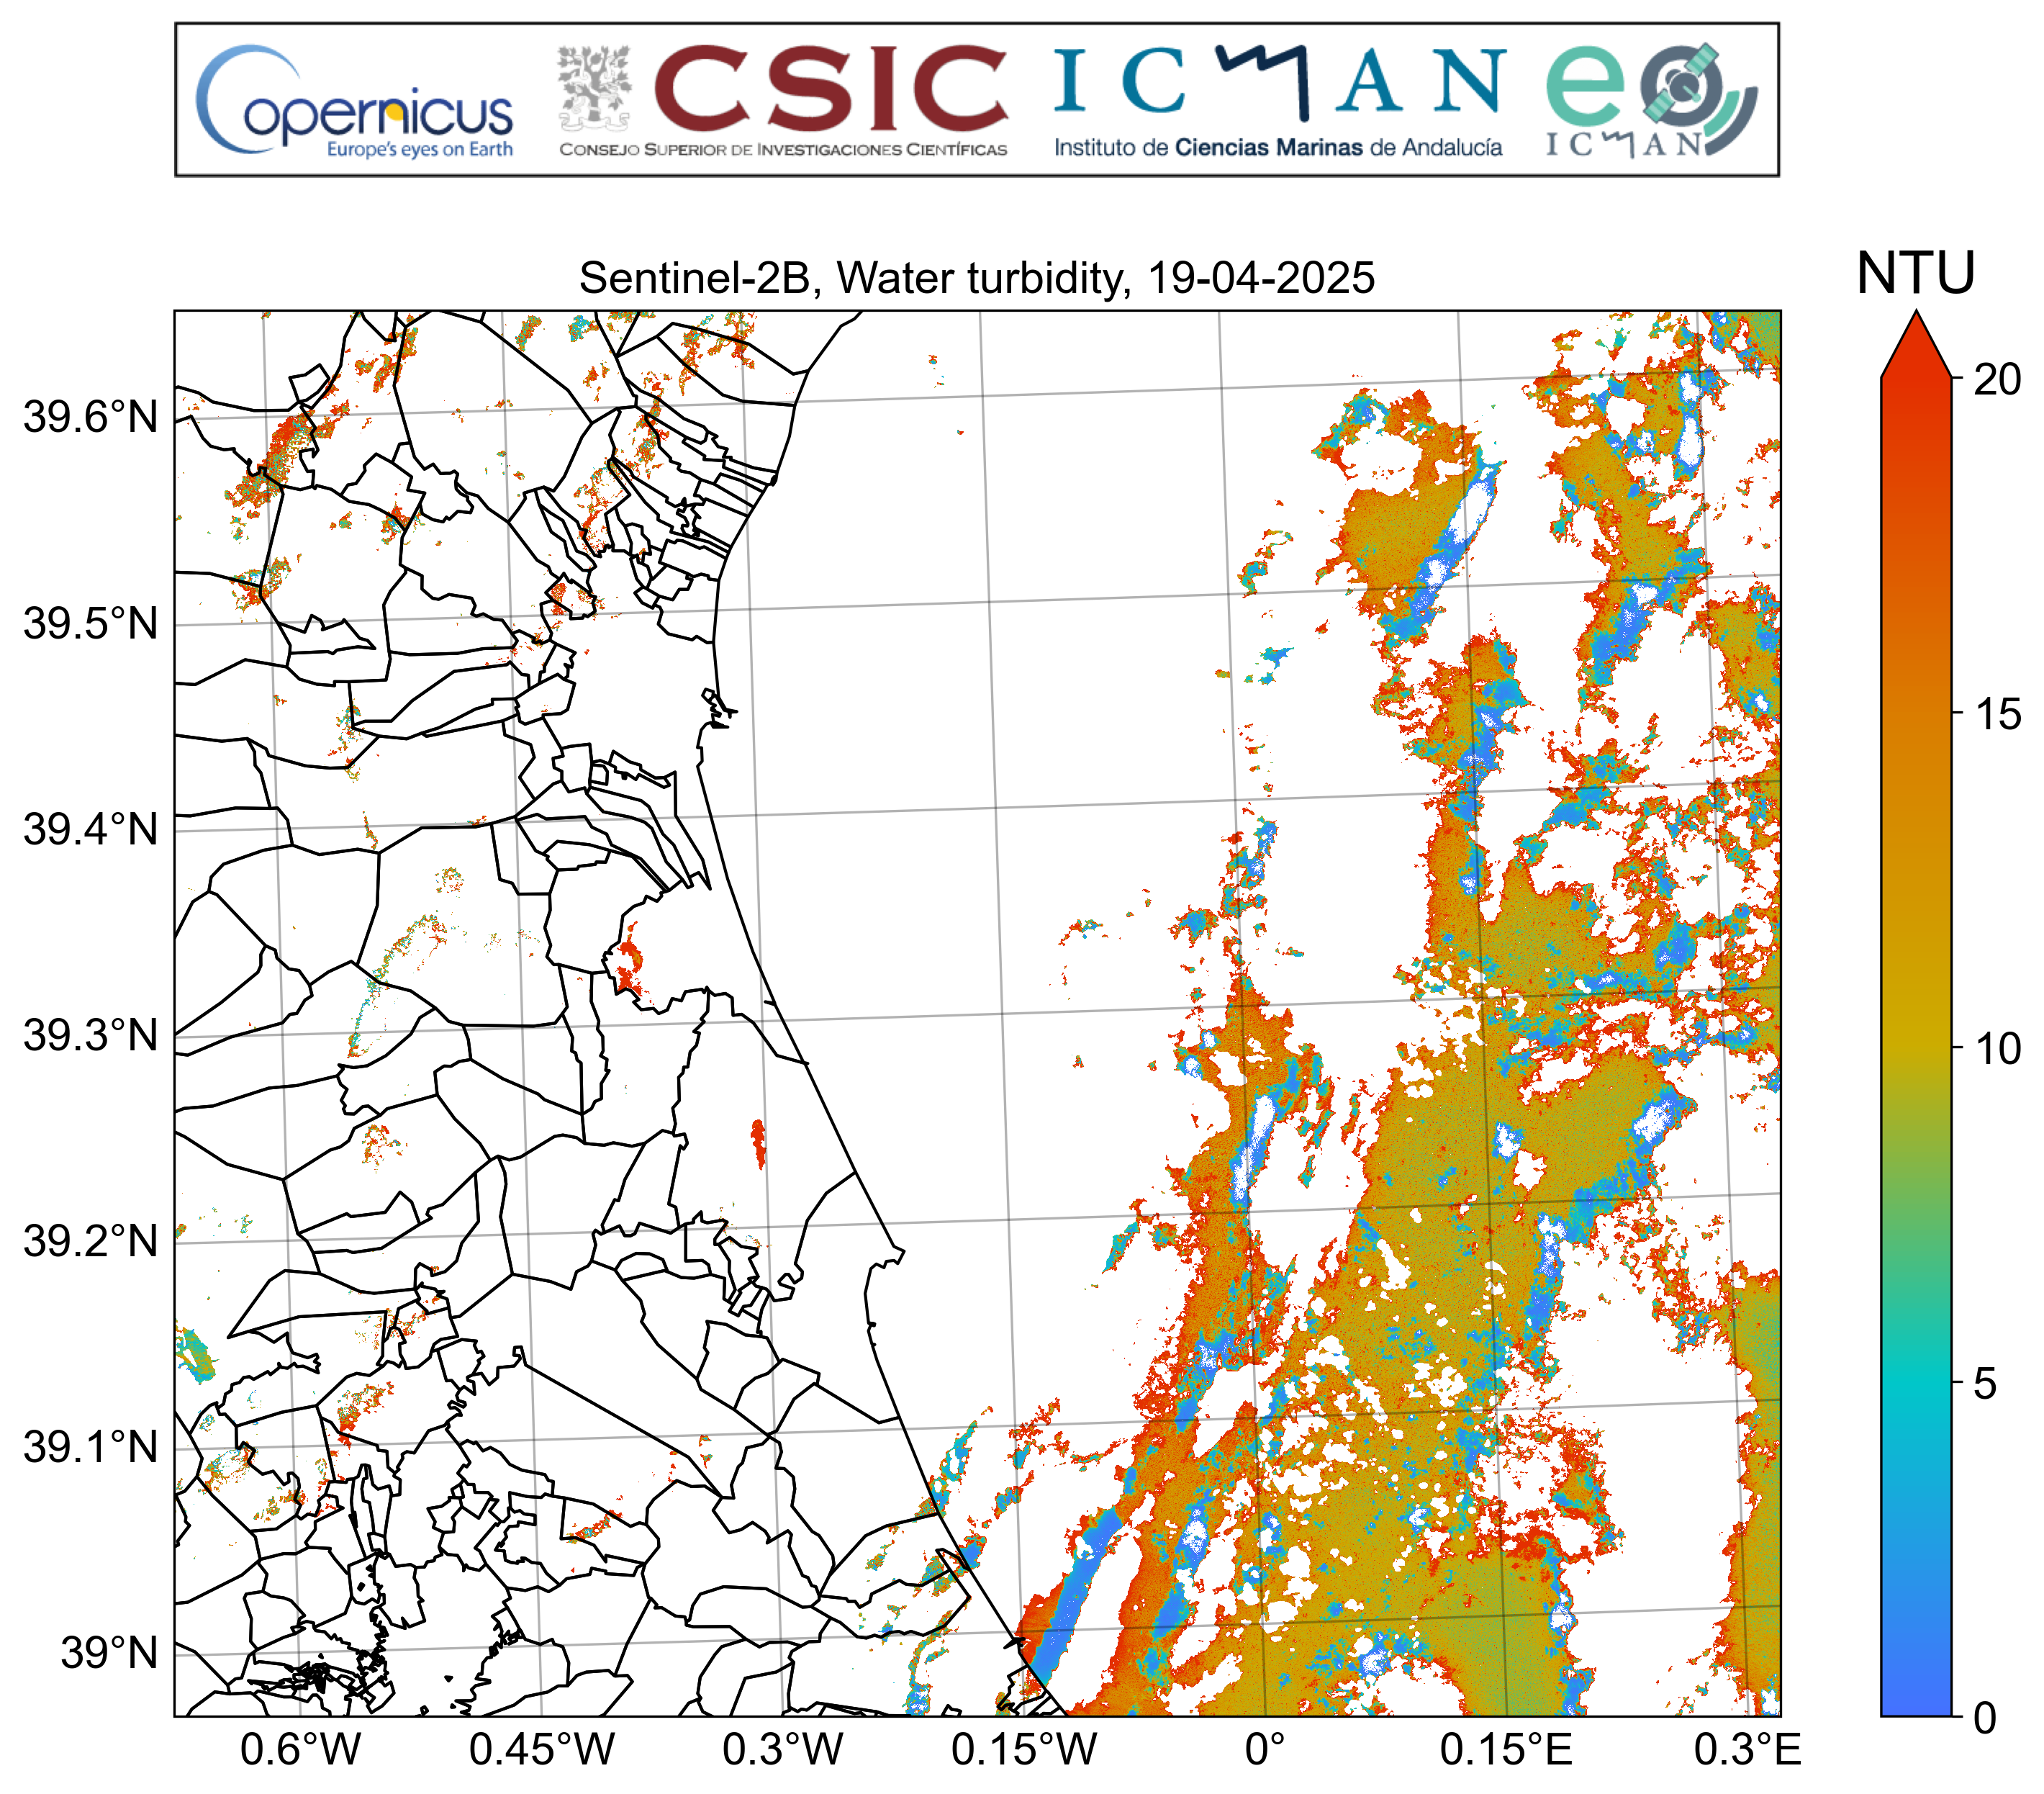 Copernicus
Europe's eyes on Earth
CSIC
CONSEJO SUPERIOR DE INVESTIGACIONES CIENTÍFICAS
ICMAN
Instituto de Ciencias Marinas de Andalucía
eo
ICMAN
Sentinel-2B, Water turbidity, 19-04-2025
NTU
39.6°N
39.5°N
39.4°N
39.3°N
39.2°N
39.1°N
39°N
0.6°W 0.45°W 0.3°W 0.15°W 0° 0.15°E 0.3°E
20
15
10
5
0